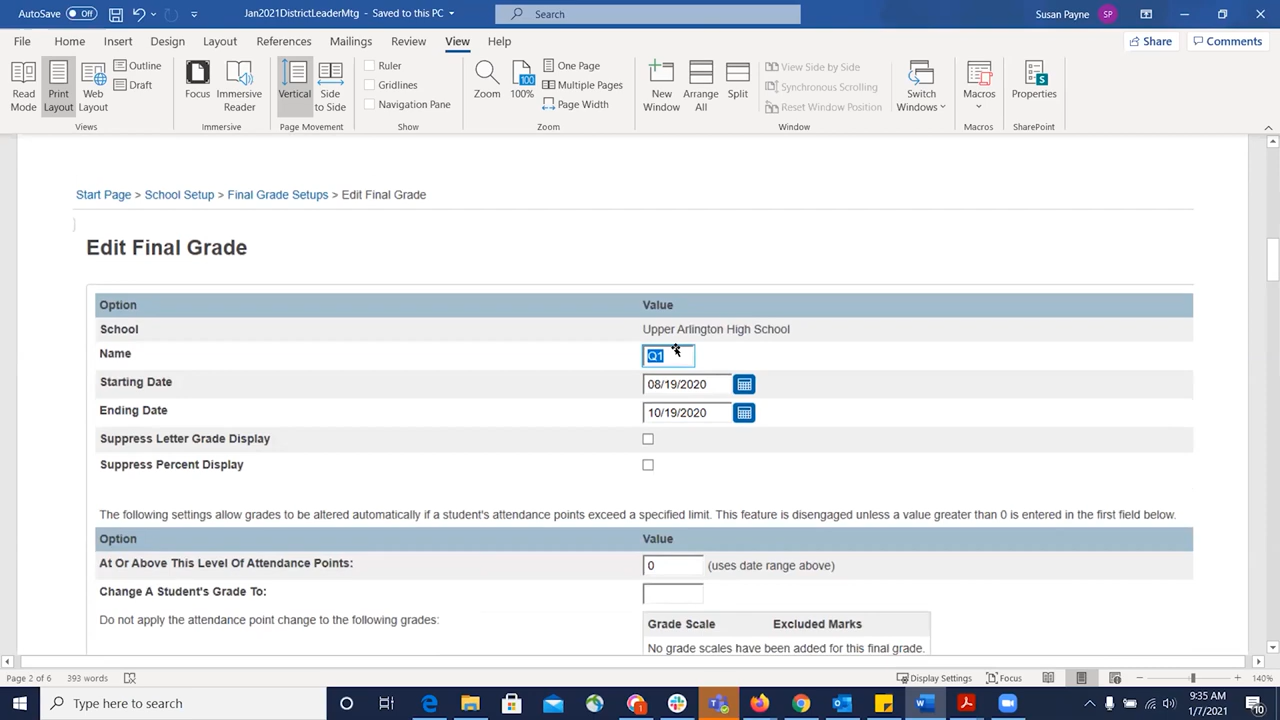 AutoSave Off Jan2021DistrictLeaderMtg - Saved to this PC Search Susan Payne SP
File Home Insert Design Layout References Mailings Review View Help Share Comments
Read Mode Print Layout Web Layout Outline Draft Focus Immersive Reader Vertical Side to Side Ruler Gridlines Navigation Pane Zoom 100 100% One Page Multiple Pages Page Width New Window Arrange All Split View Side by Side Synchronous Scrolling Reset Window Position Switch Windows Macros Properties
Views Immersive Page Movement Show Zoom Window Macros SharePoint
Start Page > School Setup > Final Grade Setups > Edit Final Grade
Edit Final Grade
Option Value
School Upper Arlington High School
Name Q1
Starting Date 08/19/2020
Ending Date 10/19/2020
Suppress Letter Grade Display
Suppress Percent Display
The following settings allow grades to be altered automatically if a student's attendance points exceed a specified limit. This feature is disengaged unless a value greater than 0 is entered in the first field below.
Option Value
At Or Above This Level Of Attendance Points: 0 (uses date range above)
Change A Student's Grade To:
Do not apply the attendance point change to the following grades: Grade Scale Excluded Marks
No grade scales have been added for this final grade.
Page 2 of 6 393 words Display Settings Focus 140%
Type here to search 9:35 AM
1/7/2021